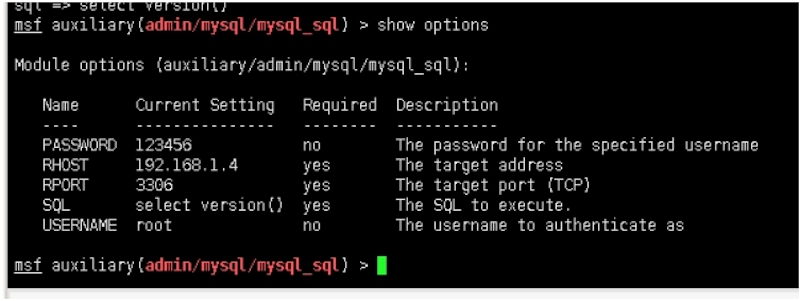 sql => select version()
msf auxiliary(admin/mysql/mysql_sql) > show options
Module options (auxiliary/admin/mysql/mysql_sql):
Name Current Setting Required Description
---- --------------- -------- -----------
PASSWORD 123456 no The password for the specified username
RHOST 192.168.1.4 yes The target address
RPORT 3306 yes The target port (TCP)
SQL select version() yes The SQL to execute.
USERNAME root no The username to authenticate as
msf auxiliary(admin/mysql/mysql_sql) >